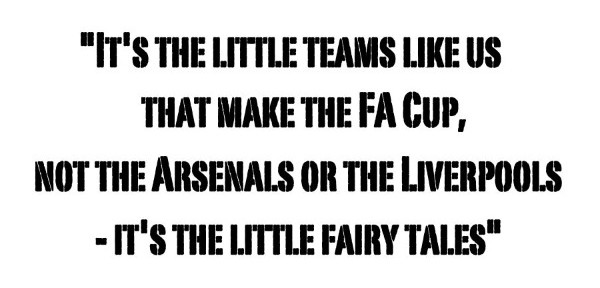 "It's the little teams like us
that make the FA Cup,
not the Arsenals or the Liverpools
- it's the little fairy tales"